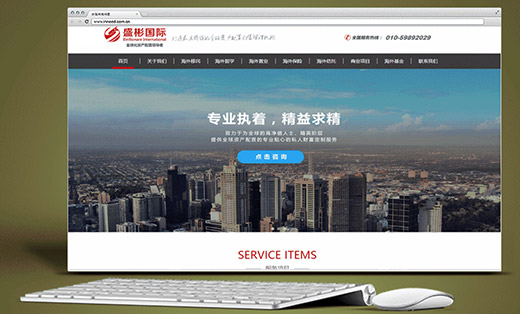 www.rmond.com.cn
盛彬国际
全国服务热线: 010-59892029
首页 关于我们 海外移民 海外留学 海外置业 海外保险 海外信托 商业项目 海外基金 联系我们
专业执着，精益求精
致力于为全球的高净值人士、精英阶层
提供全球资产配置的专业贴心的私人财富定制服务
点击咨询
SERVICE ITEMS
服务项目